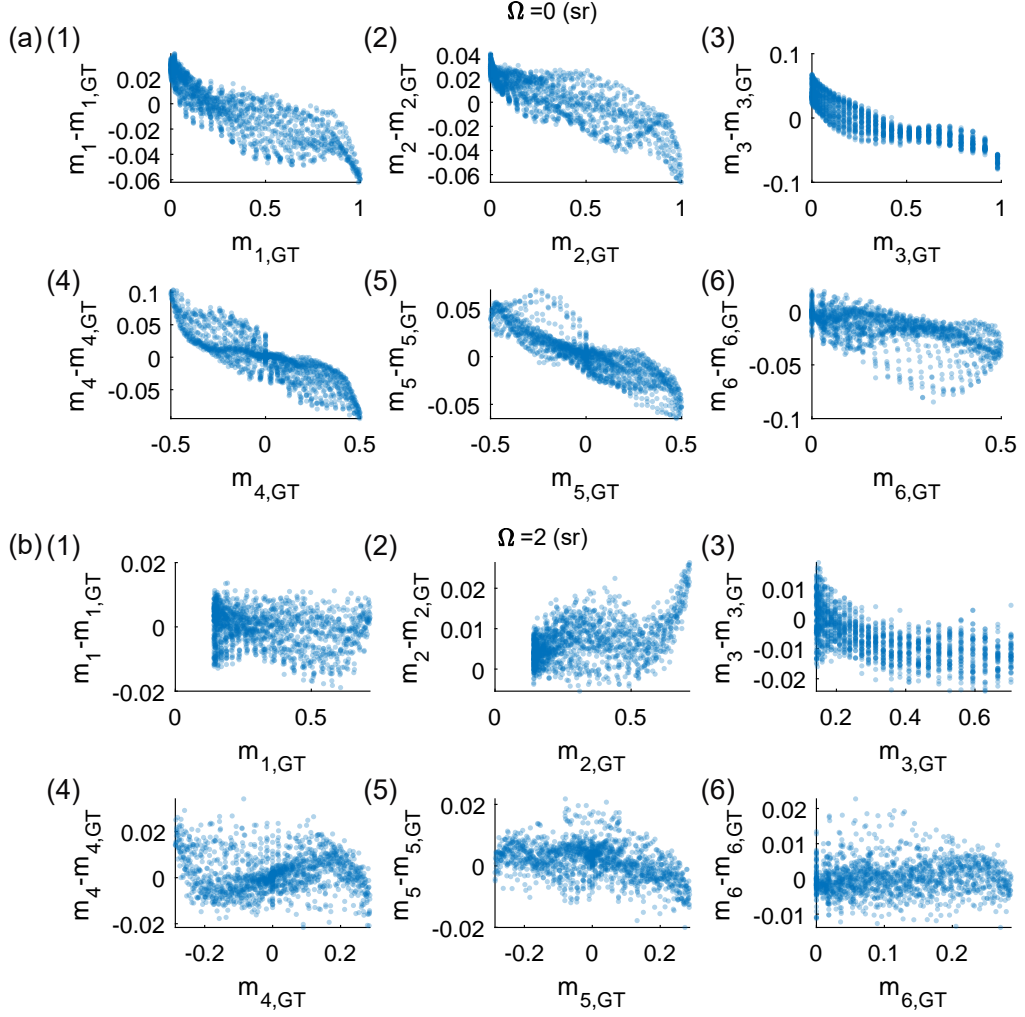 Ω =0 (sr)
(a) (1) (2) (3)
m1-m1,GT
0.02
0
-0.02
-0.04
-0.06
0 0.5 1
m1,GT
m2-m2,GT
0.04
0.02
0
-0.02
-0.04
-0.06
0 0.5 1
m2,GT
m3-m3,GT
0.1
0
-0.1
0 0.5 1
m3,GT
(4) (5) (6)
m4-m4,GT
0.1
0.05
0
-0.05
-0.5 0 0.5
m4,GT
m5-m5,GT
0.05
0
-0.05
-0.5 0 0.5
m5,GT
m6-m6,GT
0
-0.05
-0.1
0 0.5
m6,GT
Ω =2 (sr)
(b) (1) (2) (3)
m1-m1,GT
0.02
0
-0.02
0 0.5
m1,GT
m2-m2,GT
0.02
0.01
0
0 0.5
m2,GT
m3-m3,GT
0.01
0
-0.01
-0.02
0.2 0.4 0.6
m3,GT
(4) (5) (6)
m4-m4,GT
0.02
0
-0.02
-0.2 0 0.2
m4,GT
m5-m5,GT
0.02
0
-0.02
-0.2 0 0.2
m5,GT
m6-m6,GT
0.02
0.01
0
-0.01
0 0.1 0.2
m6,GT